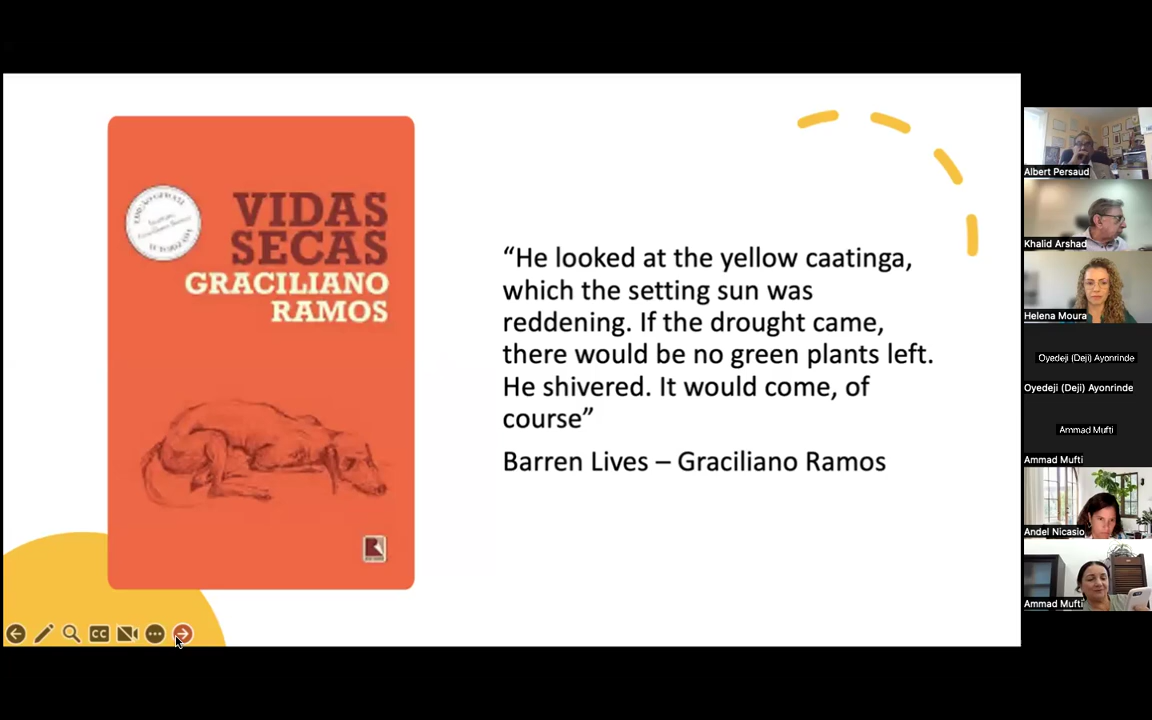 VIDAS
SECAS
GRACILIANO
RAMOS
“He looked at the yellow caatinga,
which the setting sun was
reddening. If the drought came,
there would be no green plants left.
He shivered. It would come, of
course”
Barren Lives – Graciliano Ramos
CC
Albert Persaud
Khalid Arshad
Helena Moura
Oyedeji (Deji) Ayonrinde
Oyedeji (Deji) Ayonrinde
Ammad Mufti
Ammad Mufti
Andel Nicasio
Ammad Mufti